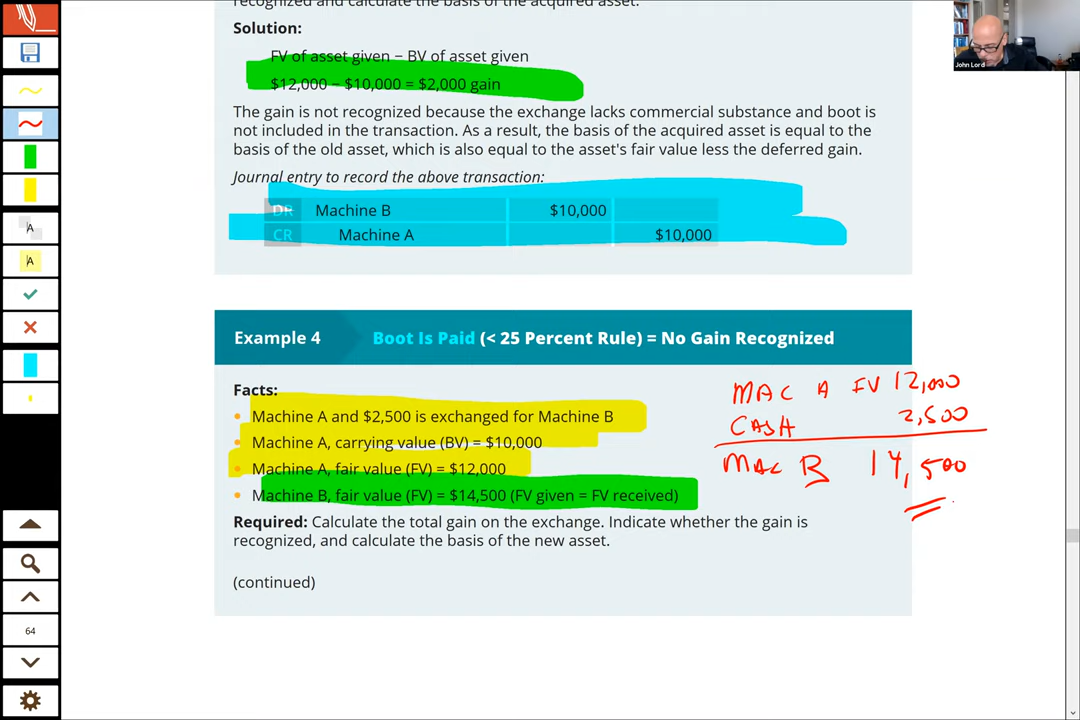 recognized and calculate the basis of the acquired asset.
Solution:
FV of asset given − BV of asset given
$12,000 − $10,000 = $2,000 gain
The gain is not recognized because the exchange lacks commercial substance and boot is
not included in the transaction. As a result, the basis of the acquired asset is equal to the
basis of the old asset, which is also equal to the asset's fair value less the deferred gain.
Journal entry to record the above transaction:
DR Machine B $10,000
CR Machine A $10,000
Example 4 Boot Is Paid (< 25 Percent Rule) = No Gain Recognized
Facts:
• Machine A and $2,500 is exchanged for Machine B
• Machine A, carrying value (BV) = $10,000
• Machine A, fair value (FV) = $12,000
• Machine B, fair value (FV) = $14,500 (FV given = FV received)
Required: Calculate the total gain on the exchange. Indicate whether the gain is
recognized, and calculate the basis of the new asset.
(continued)
MAC A FV 12,000
CASH 2,500
MAC B 14,500
A
A
64
John Lord